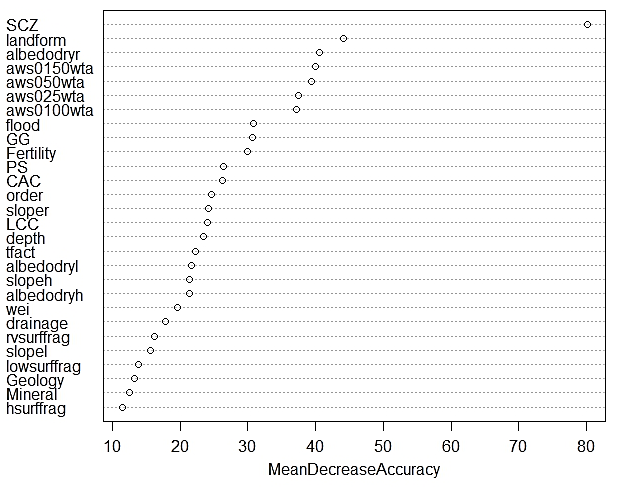 SCZ
landform
albedodryr
aws0150wta
aws050wta
aws025wta
aws0100wta
flood
GG
Fertility
PS
CAC
order
sloper
LCC
depth
tfact
albedodryl
slopeh
albedodryh
wei
drainage
rvsurffrag
slopel
lowsurffrag
Geology
Mineral
hsurffrag
10 20 30 40 50 60 70 80
MeanDecreaseAccuracy